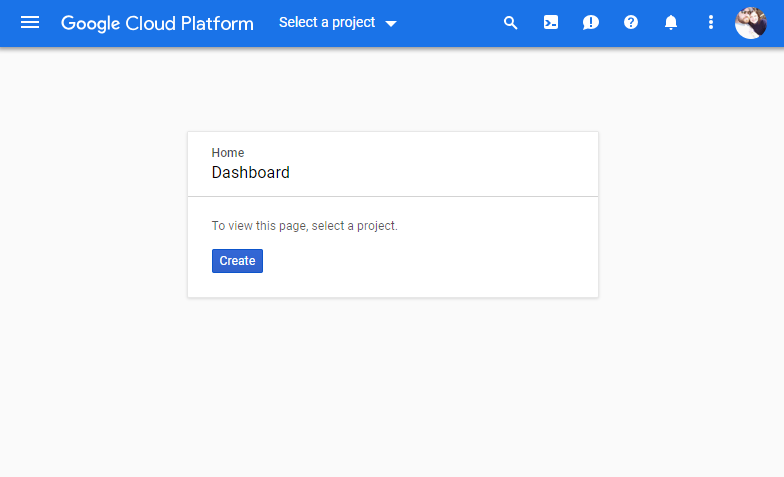 Google Cloud Platform Select a project
Home
Dashboard
To view this page, select a project.
Create